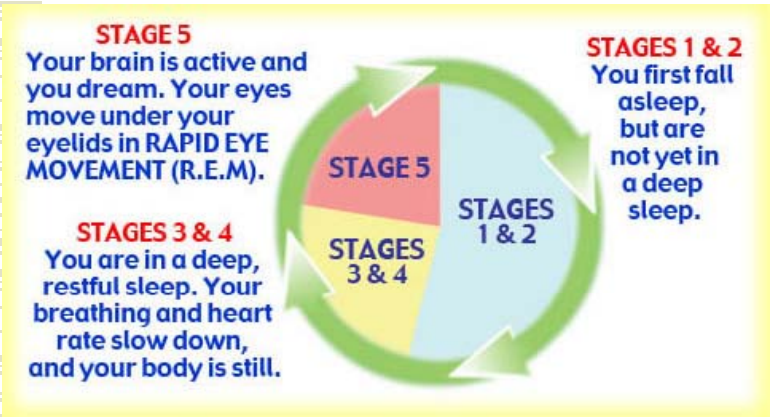 STAGE 5
Your brain is active and
you dream. Your eyes
move under your
eyelids in RAPID EYE
MOVEMENT (R.E.M).
STAGES 1 & 2
You first fall
asleep,
but are
not yet in
a deep
sleep.
STAGE 5
STAGES
1 & 2
STAGES
3 & 4
STAGES 3 & 4
You are in a deep,
restful sleep. Your
breathing and heart
rate slow down,
and your body is still.